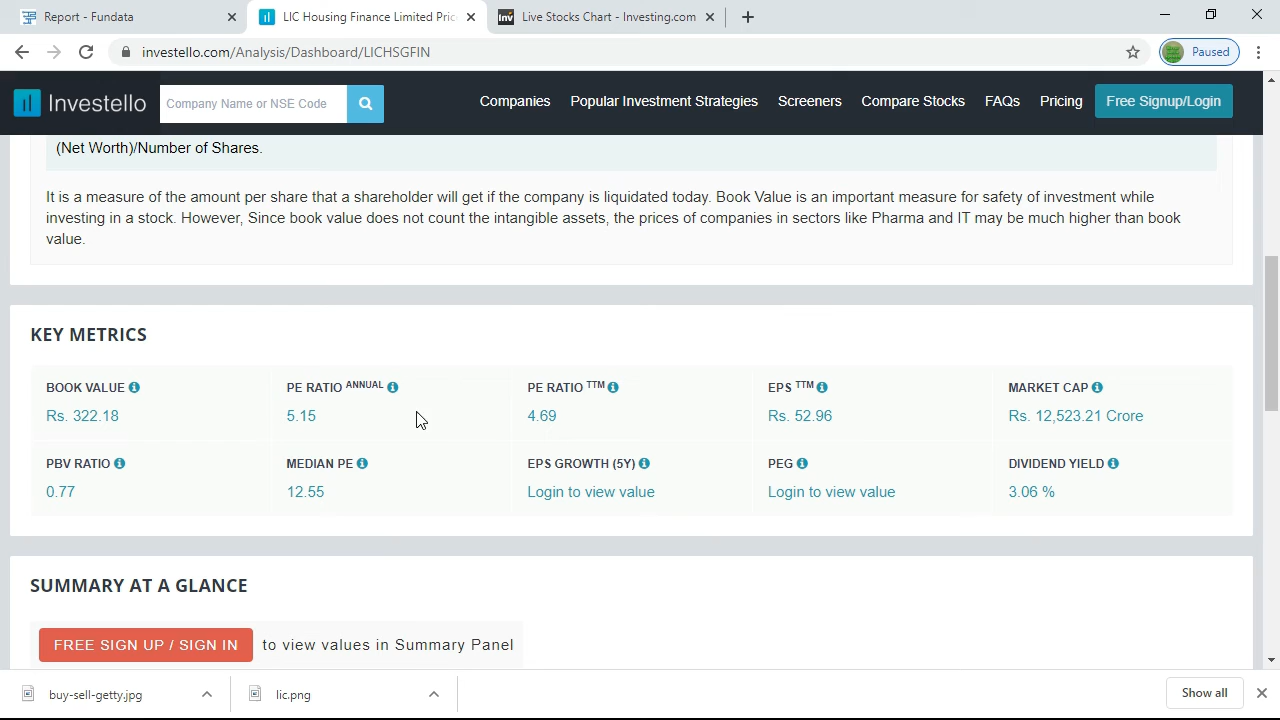 Report - Fundata
LIC Housing Finance Limited Pric
Live Stocks Chart - Investing.com
investello.com/Analysis/Dashboard/LICHSGFIN
Paused
Investello
Company Name or NSE Code
Companies
Popular Investment Strategies
Screeners
Compare Stocks
FAQs
Pricing
Free Signup/Login
(Net Worth)/Number of Shares.
It is a measure of the amount per share that a shareholder will get if the company is liquidated today. Book Value is an important measure for safety of investment while
investing in a stock. However, Since book value does not count the intangible assets, the prices of companies in sectors like Pharma and IT may be much higher than book
value.
KEY METRICS
BOOK VALUE
Rs. 322.18
PE RATIO ANNUAL
5.15
PE RATIO TTM
4.69
EPS TTM
Rs. 52.96
MARKET CAP
Rs. 12,523.21 Crore
PBV RATIO
0.77
MEDIAN PE
12.55
EPS GROWTH (5Y)
Login to view value
PEG
Login to view value
DIVIDEND YIELD
3.06 %
SUMMARY AT A GLANCE
FREE SIGN UP / SIGN IN to view values in Summary Panel
buy-sell-getty.jpg
lic.png
Show all